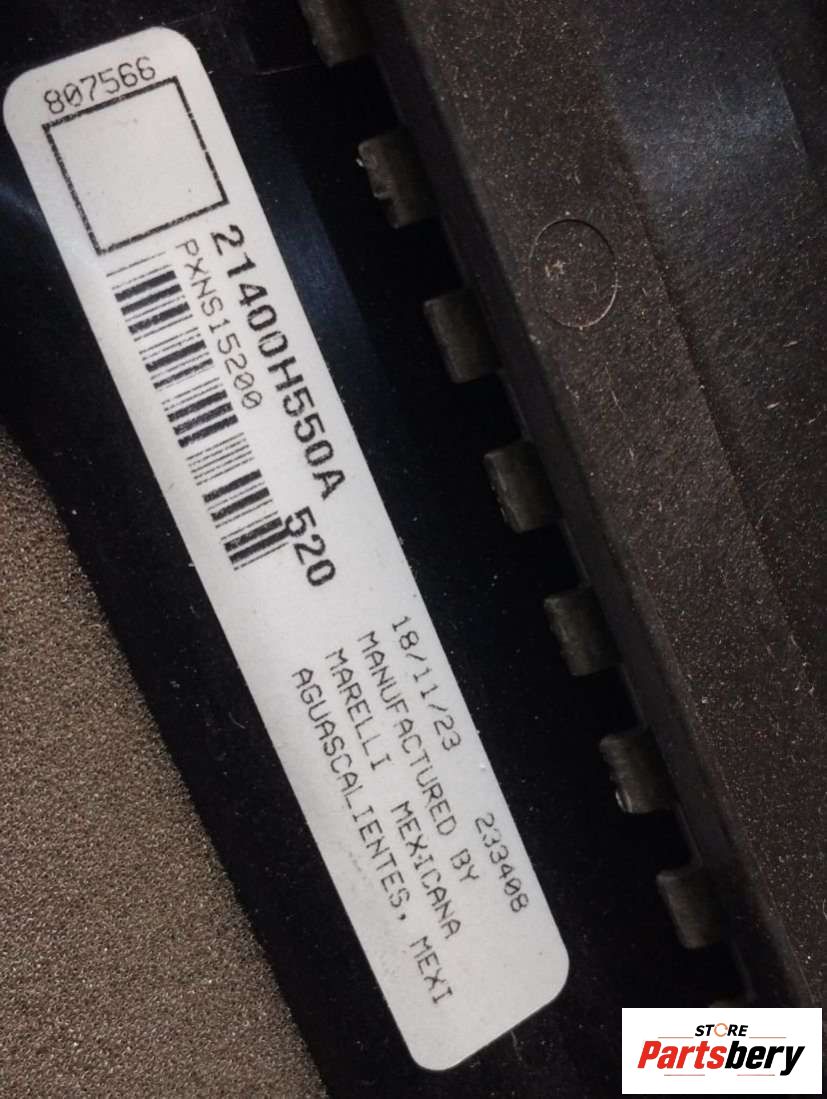 807566
21400H550A 520
PXNS15200
18/11/23 233408
MANUFACTURED BY
MARELLI MEXICANA
AGUASCALIENTES, MEXI
STORE
Partsbery